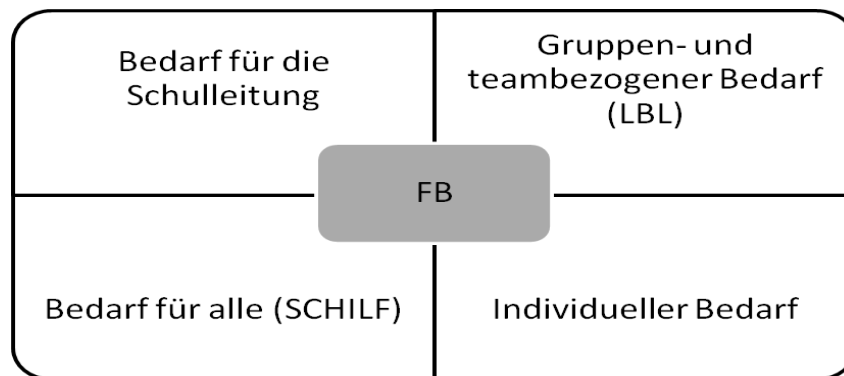 Bedarf für die
Schulleitung
Gruppen- und
teambezogener Bedarf
(LBL)
FB
Bedarf für alle (SCHILF)
Individueller Bedarf